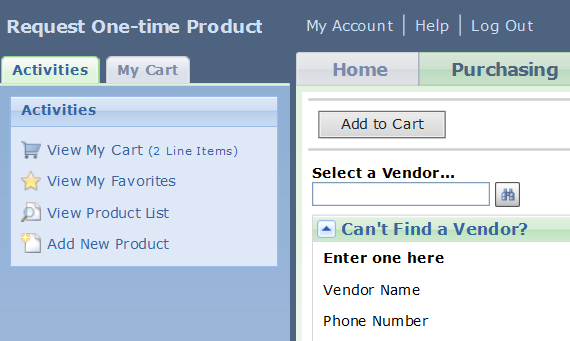 Request One-time Product
My Account | Help | Log Out
Activities
My Cart
Home
Purchasing
Activities
View My Cart (2 Line Items)
View My Favorites
View Product List
Add New Product
Add to Cart
Select a Vendor...
Can't Find a Vendor?
Enter one here
Vendor Name
Phone Number